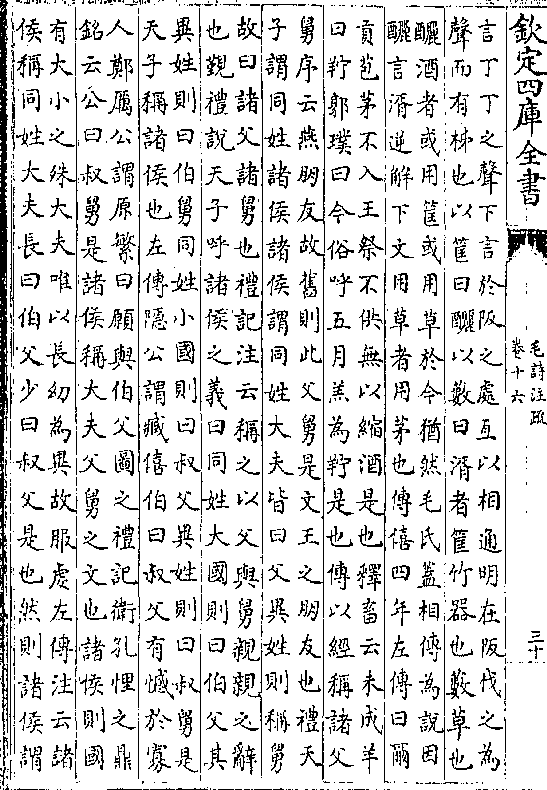 欽定四庫全書
毛詩注疏
卷十六
三十
言丁丁之聲下言於阪之處互以相通明在阪伐之為
聲而有柿也以筐曰釃以藪曰湑者筐竹器也藪草也
釃酒者或用筐或用草於今猶然毛氏蓋相傳為說因
釃言湑逆解下文用草者用茅也傳僖四年左傳曰爾
貢苞茅不入王祭不供無以縮酒是也釋畜云未成羊
曰羜郭璞曰今俗呼五月羔為羜是也傳以經稱諸父
舅序云燕朋友故舊則此父舅是文王之朋友也禮天
子謂同姓諸侯諸侯謂同姓大夫皆曰父異姓則稱舅
故曰諸父諸舅也禮記注云稱之以父與舅親親之辭
也覲禮說天子呼諸侯之義曰同姓大國則曰伯父其
異姓則曰伯舅同姓小國則曰叔父異姓則曰叔舅是
天子稱諸侯也左傳隱公謂臧僖伯曰叔父有憾於寡
人鄭厲公謂原繁曰願與伯父圖之禮記衛孔悝之鼎
銘云公曰叔舅是諸侯稱大夫父舅之文也諸侯則國
有大小之殊大夫唯以長幼為異故服虔左傳注云諸
侯稱同姓大夫長曰伯父少曰叔父是也然則諸侯謂